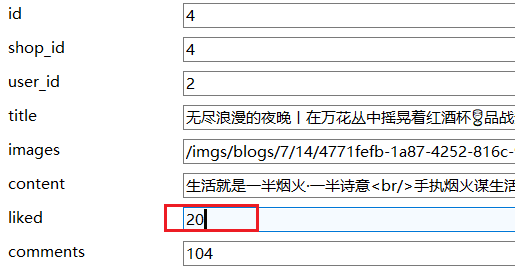 id 4
shop_id 4
user_id 2
title 无尽浪漫的夜晚丨在万花丛中摇晃着红酒杯🍷品战
images /imgs/blogs/7/14/4771fefb-1a87-4252-816c-
content 生活就是一半烟火·一半诗意<br/>手执烟火谋生活
liked 20
comments 104